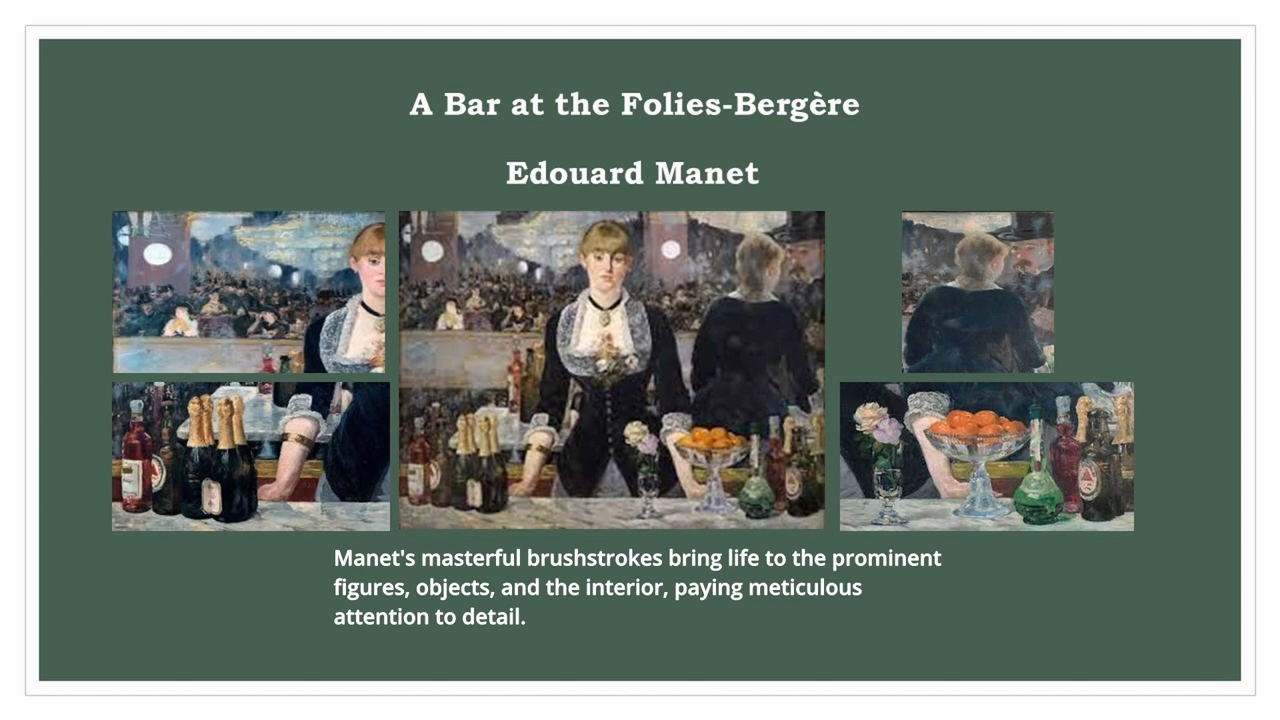 A Bar at the Folies-Bergère
Edouard Manet
Manet's masterful brushstrokes bring life to the prominent
figures, objects, and the interior, paying meticulous
attention to detail.